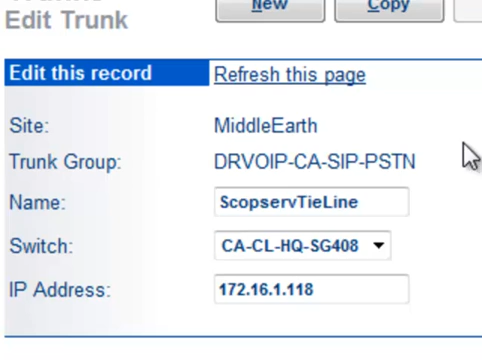 Edit Trunk
New Copy
Edit this record Refresh this page
Site: MiddleEarth
Trunk Group: DRVOIP-CA-SIP-PSTN
Name: ScopservTieLine
Switch: CA-CL-HQ-SG408
IP Address: 172.16.1.118